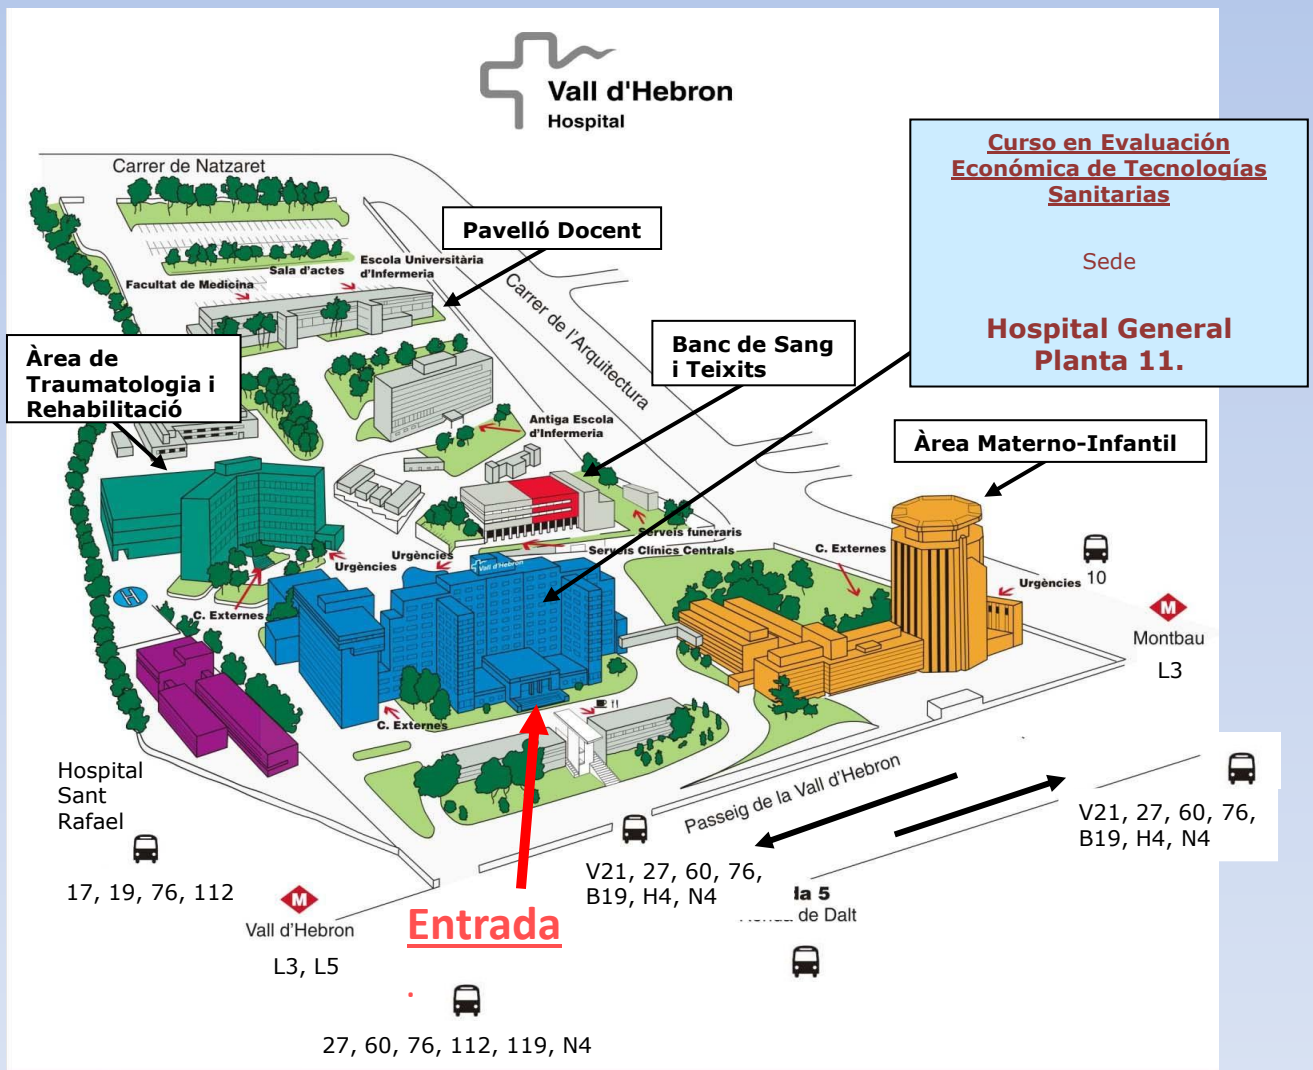 Vall d'Hebron
Hospital
Curso en Evaluación
Económica de Tecnologías
Sanitarias
Sede
Hospital General
Planta 11.
Carrer de Natzaret
Pavelló Docent
Escola Universitària
d'Infermeria
Sala d'actes
Facultat de Medicina
Carrer de l'Arquitectura
Àrea de
Traumatologia i
Rehabilitació
Banc de Sang
i Teixits
Antiga Escola
d'Infermeria
Àrea Materno-Infantil
Serveis funeraris
Serveis Clínics Centrals
Urgències
Urgències
Vall d'Hebron
C. Externes
Urgències
10
H
C. Externes
M
Montbau
L3
C. Externes
Hospital
Sant
Rafael
17, 19, 76, 112
M
Vall d'Hebron
L3, L5
Entrada
.
27, 60, 76, 112, 119, N4
Passeig de la Vall d'Hebron
V21, 27, 60, 76,
B19, H4, N4
V21, 27, 60, 76,
B19, H4, N4
da 5
de Dalt